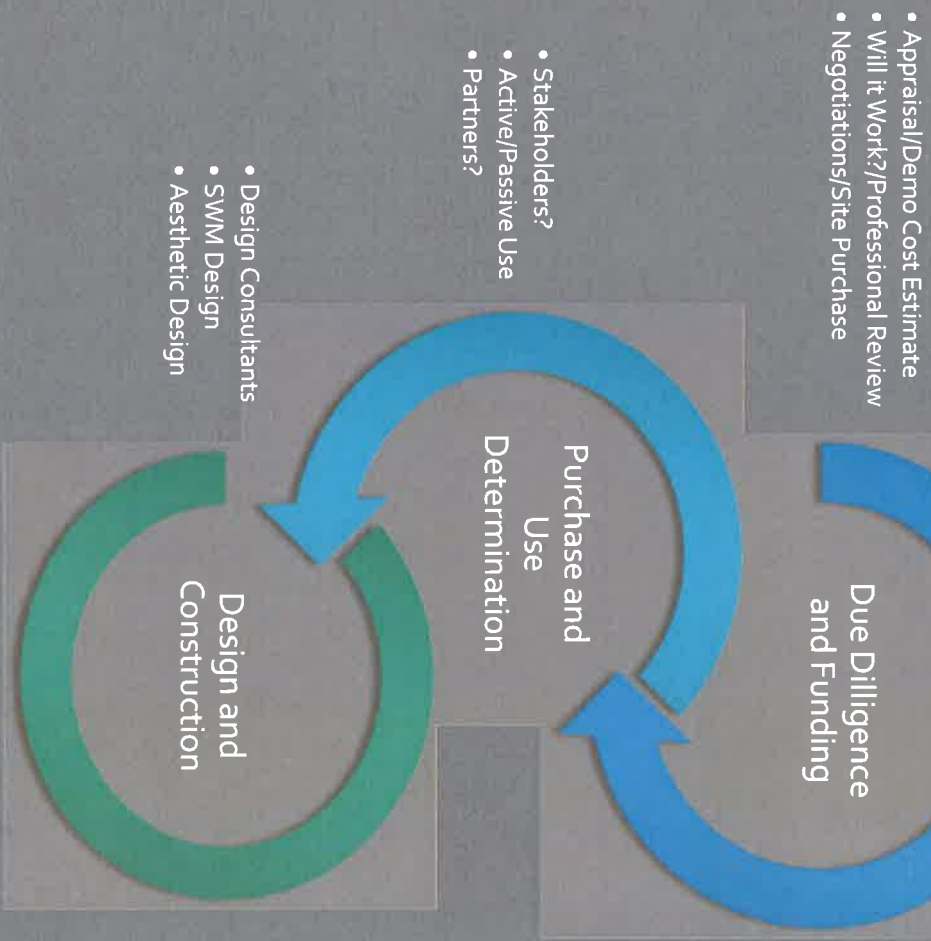 • Appraisal/Demo Cost Estimate
• Will it Work?/Professional Review
• Negotiations/Site Purchase
Due Dilligence
and Funding
• Stakeholders?
• Active/Passive Use
• Partners?
Purchase and
Use
Determination
• Design Consultants
• SWM Design
• Aesthetic Design
Design and
Construction